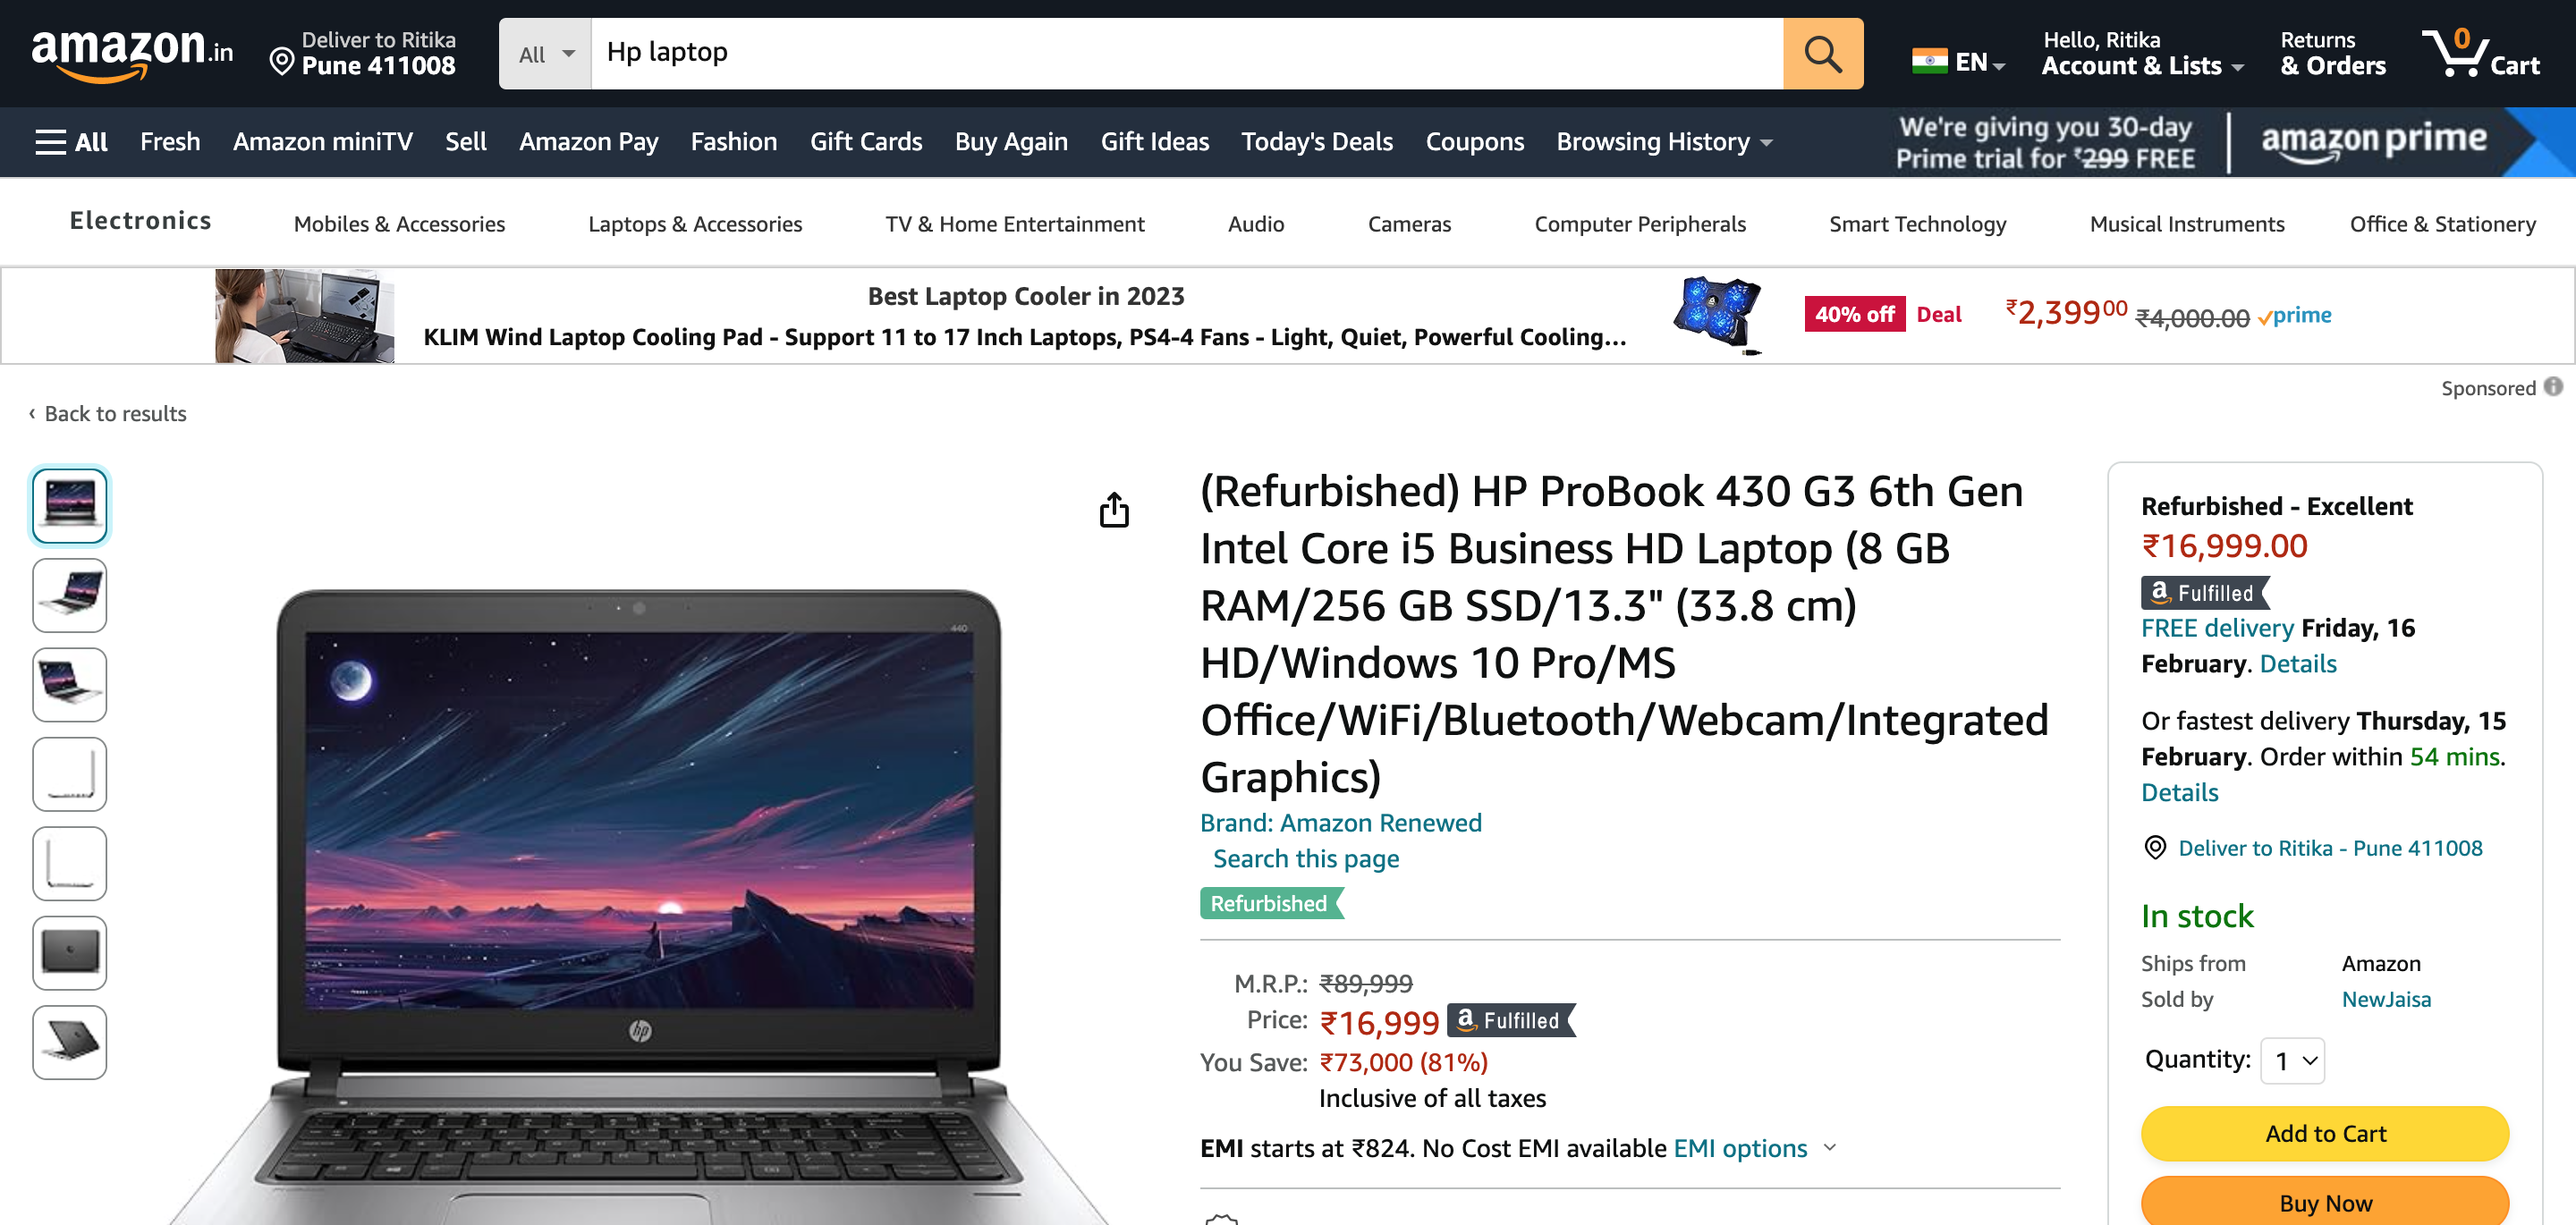 amazon.in
Deliver to Ritika
Pune 411008
All
Hp laptop
EN
Hello, Ritika
Account & Lists
Returns
& Orders
0
Cart
All
Fresh
Amazon miniTV
Sell
Amazon Pay
Fashion
Gift Cards
Buy Again
Gift Ideas
Today's Deals
Coupons
Browsing History
We're giving you 30-day
Prime trial for ₹299 FREE
amazon prime
Electronics
Mobiles & Accessories
Laptops & Accessories
TV & Home Entertainment
Audio
Cameras
Computer Peripherals
Smart Technology
Musical Instruments
Office & Stationery
Best Laptop Cooler in 2023
KLIM Wind Laptop Cooling Pad - Support 11 to 17 Inch Laptops, PS4-4 Fans - Light, Quiet, Powerful Cooling...
40% off
Deal
₹2,39900
₹4,000.00
prime
Sponsored
‹ Back to results
440
hp
(Refurbished) HP ProBook 430 G3 6th Gen
Intel Core i5 Business HD Laptop (8 GB
RAM/256 GB SSD/13.3" (33.8 cm)
HD/Windows 10 Pro/MS
Office/WiFi/Bluetooth/Webcam/Integrated
Graphics)
Brand: Amazon Renewed
Search this page
Refurbished
M.R.P.: ₹89,999
Price: ₹16,999 a Fulfilled
You Save: ₹73,000 (81%)
Inclusive of all taxes
EMI starts at ₹824. No Cost EMI available EMI options
Refurbished - Excellent
₹16,999.00
a Fulfilled
FREE delivery Friday, 16
February. Details
Or fastest delivery Thursday, 15
February. Order within 54 mins.
Details
Deliver to Ritika - Pune 411008
In stock
Ships from Amazon
Sold by NewJaisa
Quantity: 1
Add to Cart
Buy Now